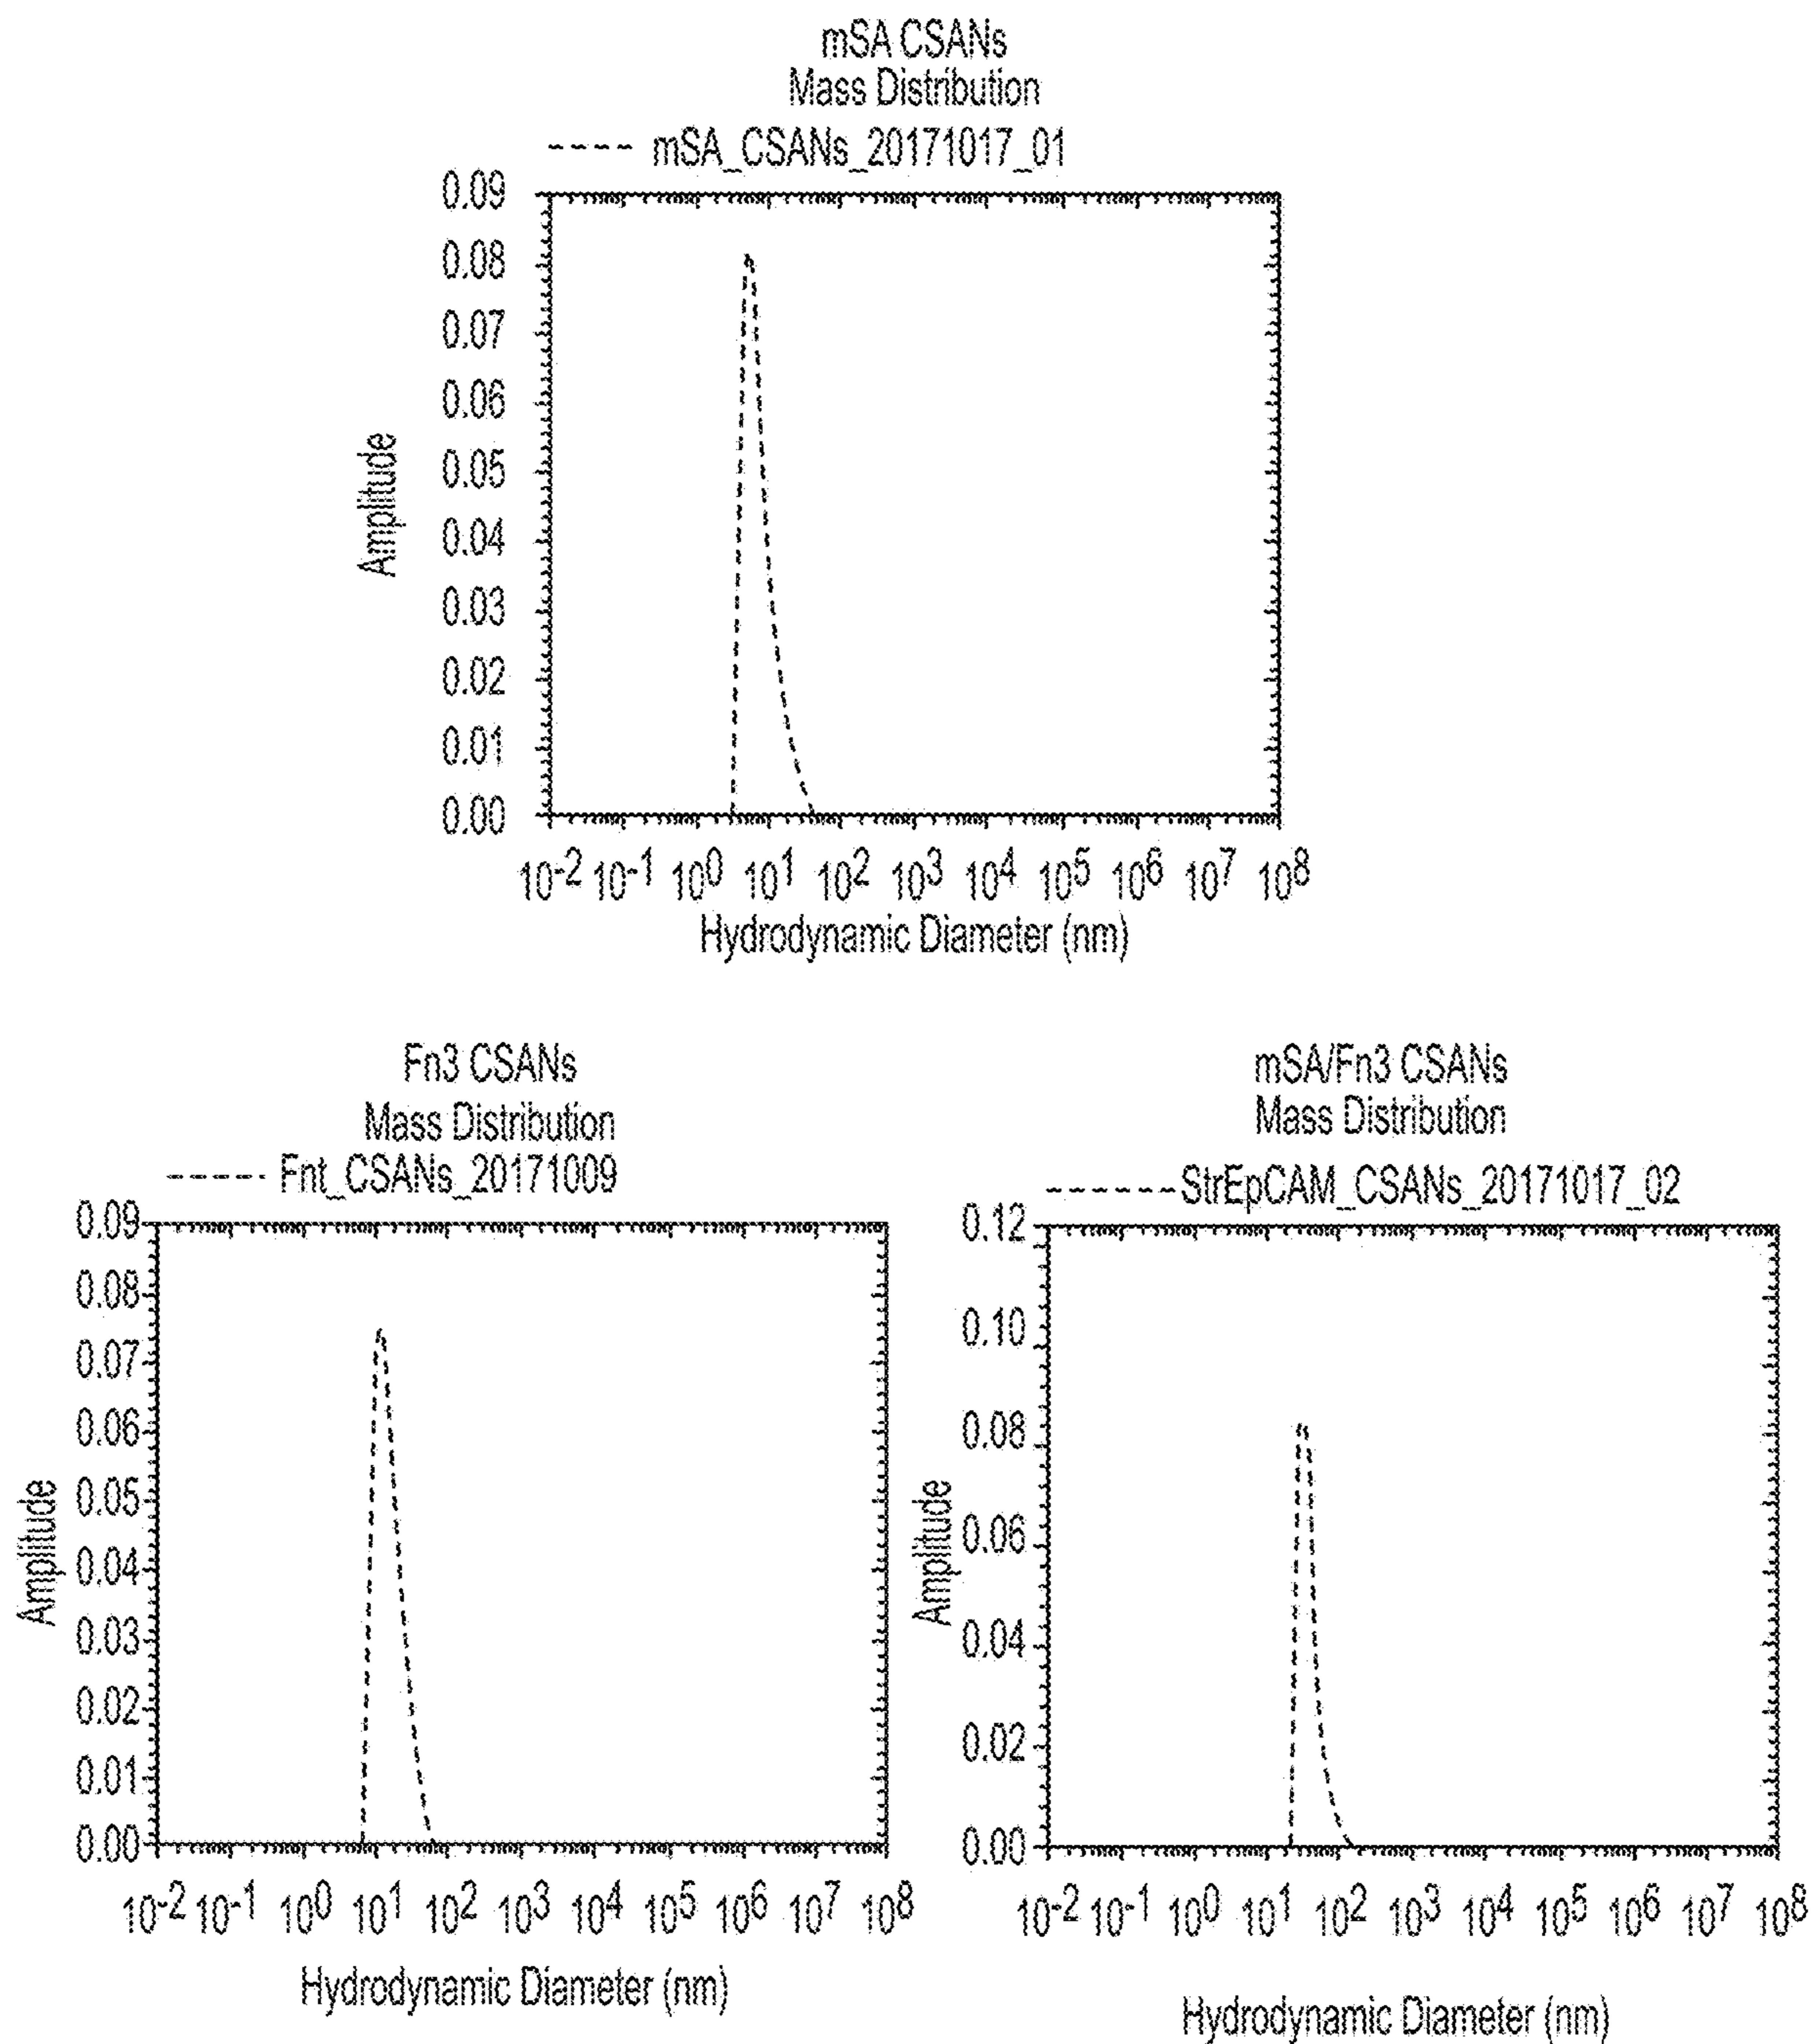 mSA CSANs
Mass Distribution
mSA_CSANs_20171017_01
0.09
0.08
0.07
0.06
0.05
0.04
0.03
0.02
0.01
0.00
Amplitude
10-2 10-1 100 101 102 103 104 105 106 107 108
Hydrodynamic Diameter (nm)
Fn3 CSANs
Mass Distribution
Fnt_CSANs_20171009
0.09
0.08
0.07
0.06
0.05
0.04
0.03
0.02
0.01
0.00
Amplitude
10-2 10-1 100 101 102 103 104 105 106 107 108
Hydrodynamic Diameter (nm)
mSA/Fn3 CSANs
Mass Distribution
StrEpCAM_CSANs_20171017_02
0.12
0.10
0.08
0.06
0.04
0.02
0.00
Amplitude
10-2 10-1 100 101 102 103 104 105 106 107 108
Hydrodynamic Diameter (nm)